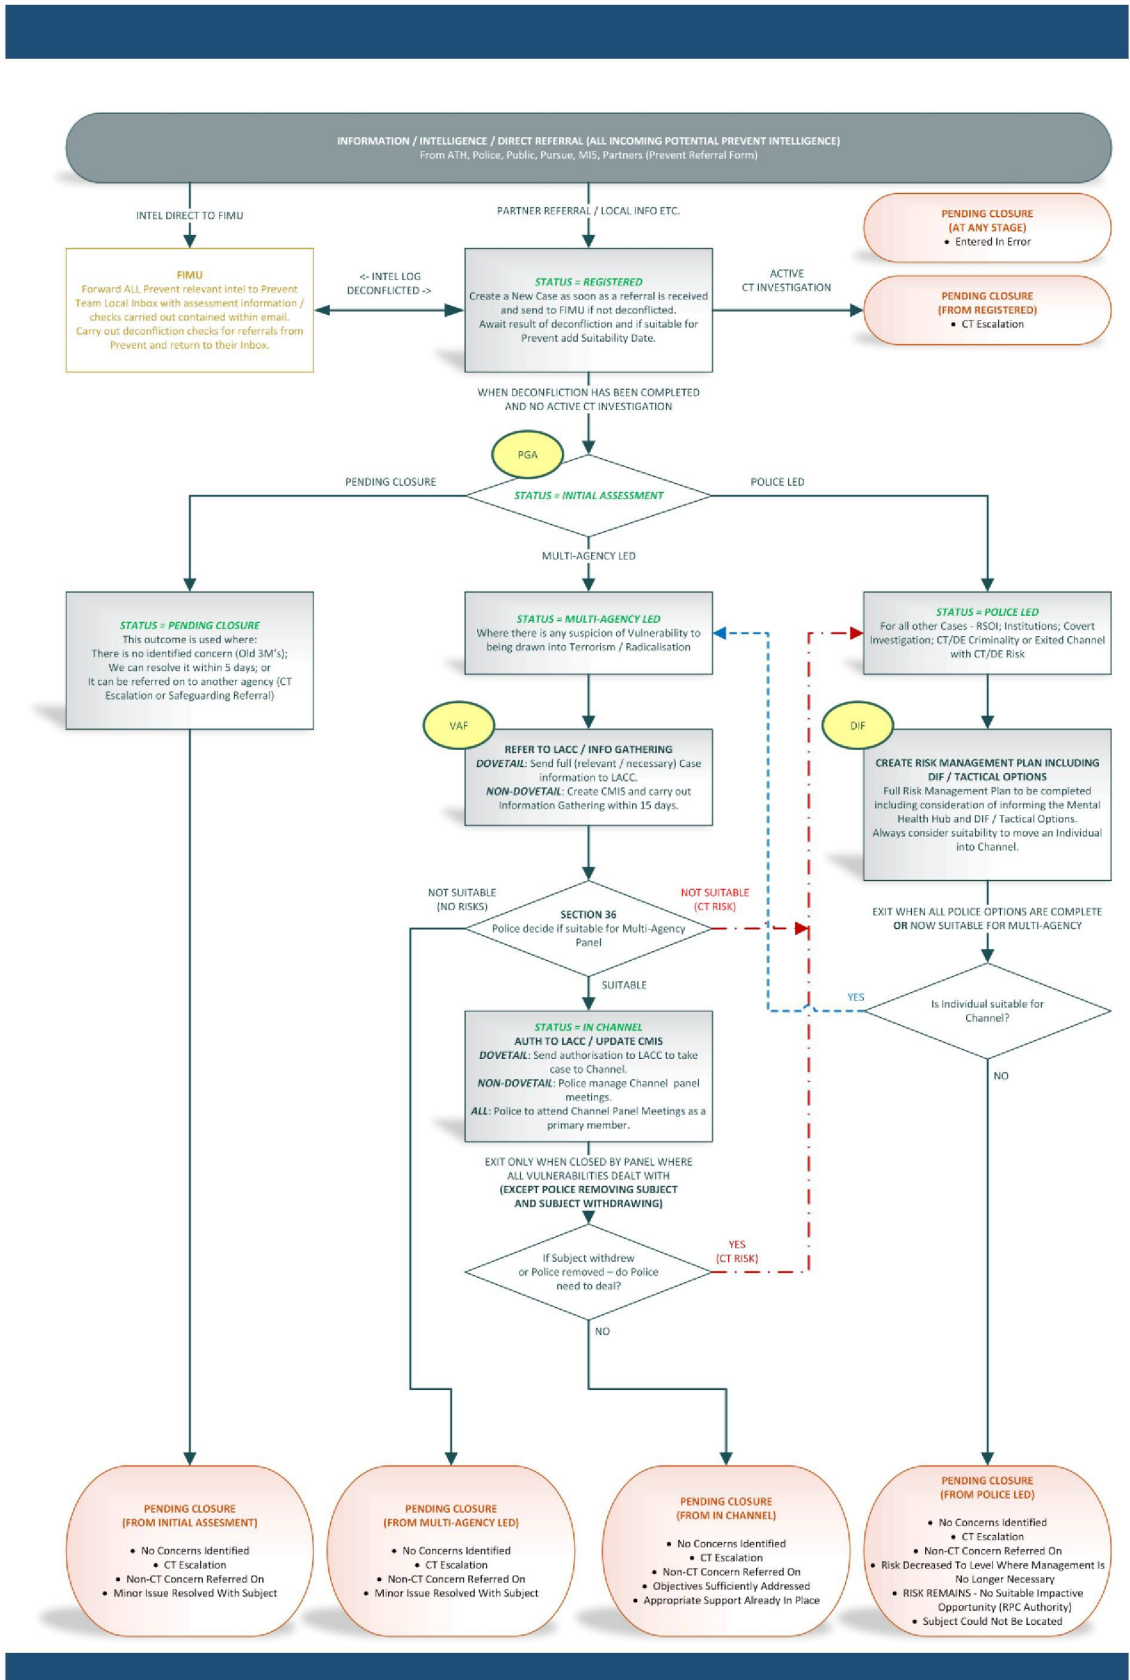 INFORMATION / INTELLIGENCE / DIRECT REFERRAL (ALL INCOMING POTENTIAL PREVENT INTELLIGENCE)
From ATH, Police, Public, Pursue, MI5, Partners (Prevent Referral Form)
INTEL DIRECT TO FIMU
PARTNER REFERRAL / LOCAL INFO ETC.
PENDING CLOSURE
(AT ANY STAGE)
• Entered In Error
FIMU
Forward ALL Prevent relevant intel to Prevent
Team Local Inbox with assessment information /
checks carried out contained within email.
Carry out deconfliction checks for referrals from
Prevent and return to their Inbox.
<- INTEL LOG
DECONFLICTED ->
STATUS = REGISTERED
Create a New Case as soon as a referral is received
and send to FIMU if not deconflicted.
Await result of deconfliction and if suitable for
Prevent add Suitability Date.
ACTIVE
CT INVESTIGATION
PENDING CLOSURE
(FROM REGISTERED)
• CT Escalation
WHEN DECONFLICTION HAS BEEN COMPLETED
AND NO ACTIVE CT INVESTIGATION
PGA
PENDING CLOSURE
STATUS = INITIAL ASSESSMENT
POLICE LED
MULTI-AGENCY LED
STATUS = PENDING CLOSURE
This outcome is used where:
There is no identified concern (Old 3M's);
We can resolve it within 5 days; or
It can be referred on to another agency (CT
Escalation or Safeguarding Referral)
STATUS = MULTI-AGENCY LED
Where there is any suspicion of Vulnerability to
being drawn into Terrorism / Radicalisation
STATUS = POLICE LED
For all other Cases - RSOI; Institutions; Covert
Investigation; CT/DE Criminality or Exited Channel
with CT/DE Risk
VAF
REFER TO LACC / INFO GATHERING
DOVETAIL: Send full (relevant / necessary) Case
information to LACC.
NON-DOVETAIL: Create CMIS and carry out
Information Gathering within 15 days.
DIF
CREATE RISK MANAGEMENT PLAN INCLUDING
DIF / TACTICAL OPTIONS
Full Risk Management Plan to be completed
including consideration of informing the Mental
Health Hub and DIF / Tactical Options.
Always consider suitability to move an Individual
into Channel.
NOT SUITABLE
(NO RISKS)
SECTION 36
Police decide if suitable for Multi-Agency
Panel
NOT SUITABLE
(CT RISK)
EXIT WHEN ALL POLICE OPTIONS ARE COMPLETE
OR NOW SUITABLE FOR MULTI-AGENCY
SUITABLE
YES
Is Individual suitable for
Channel?
STATUS = IN CHANNEL
AUTH TO LACC / UPDATE CMIS
DOVETAIL: Send authorisation to LACC to take
case to Channel.
NON-DOVETAIL: Police manage Channel panel
meetings.
ALL: Police to attend Channel Panel Meetings as a
primary member.
NO
EXIT ONLY WHEN CLOSED BY PANEL WHERE
ALL VULNERABILITIES DEALT WITH
(EXCEPT POLICE REMOVING SUBJECT
AND SUBJECT WITHDRAWING)
If Subject withdrew
or Police removed – do Police
need to deal?
YES
(CT RISK)
NO
PENDING CLOSURE
(FROM INITIAL ASSESMENT)
• No Concerns Identified
• CT Escalation
• Non-CT Concern Referred On
• Minor Issue Resolved With Subject
PENDING CLOSURE
(FROM MULTI-AGENCY LED)
• No Concerns Identified
• CT Escalation
• Non-CT Concern Referred On
• Minor Issue Resolved With Subject
PENDING CLOSURE
(FROM IN CHANNEL)
• No Concerns Identified
• CT Escalation
• Non-CT Concern Referred On
• Objectives Sufficiently Addressed
• Appropriate Support Already In Place
PENDING CLOSURE
(FROM POLICE LED)
• No Concerns Identified
• CT Escalation
• Non-CT Concern Referred On
• Risk Decreased To Level Where Management Is
No Longer Necessary
• RISK REMAINS - No Suitable Impactive
Opportunity (RPC Authority)
• Subject Could Not Be Located